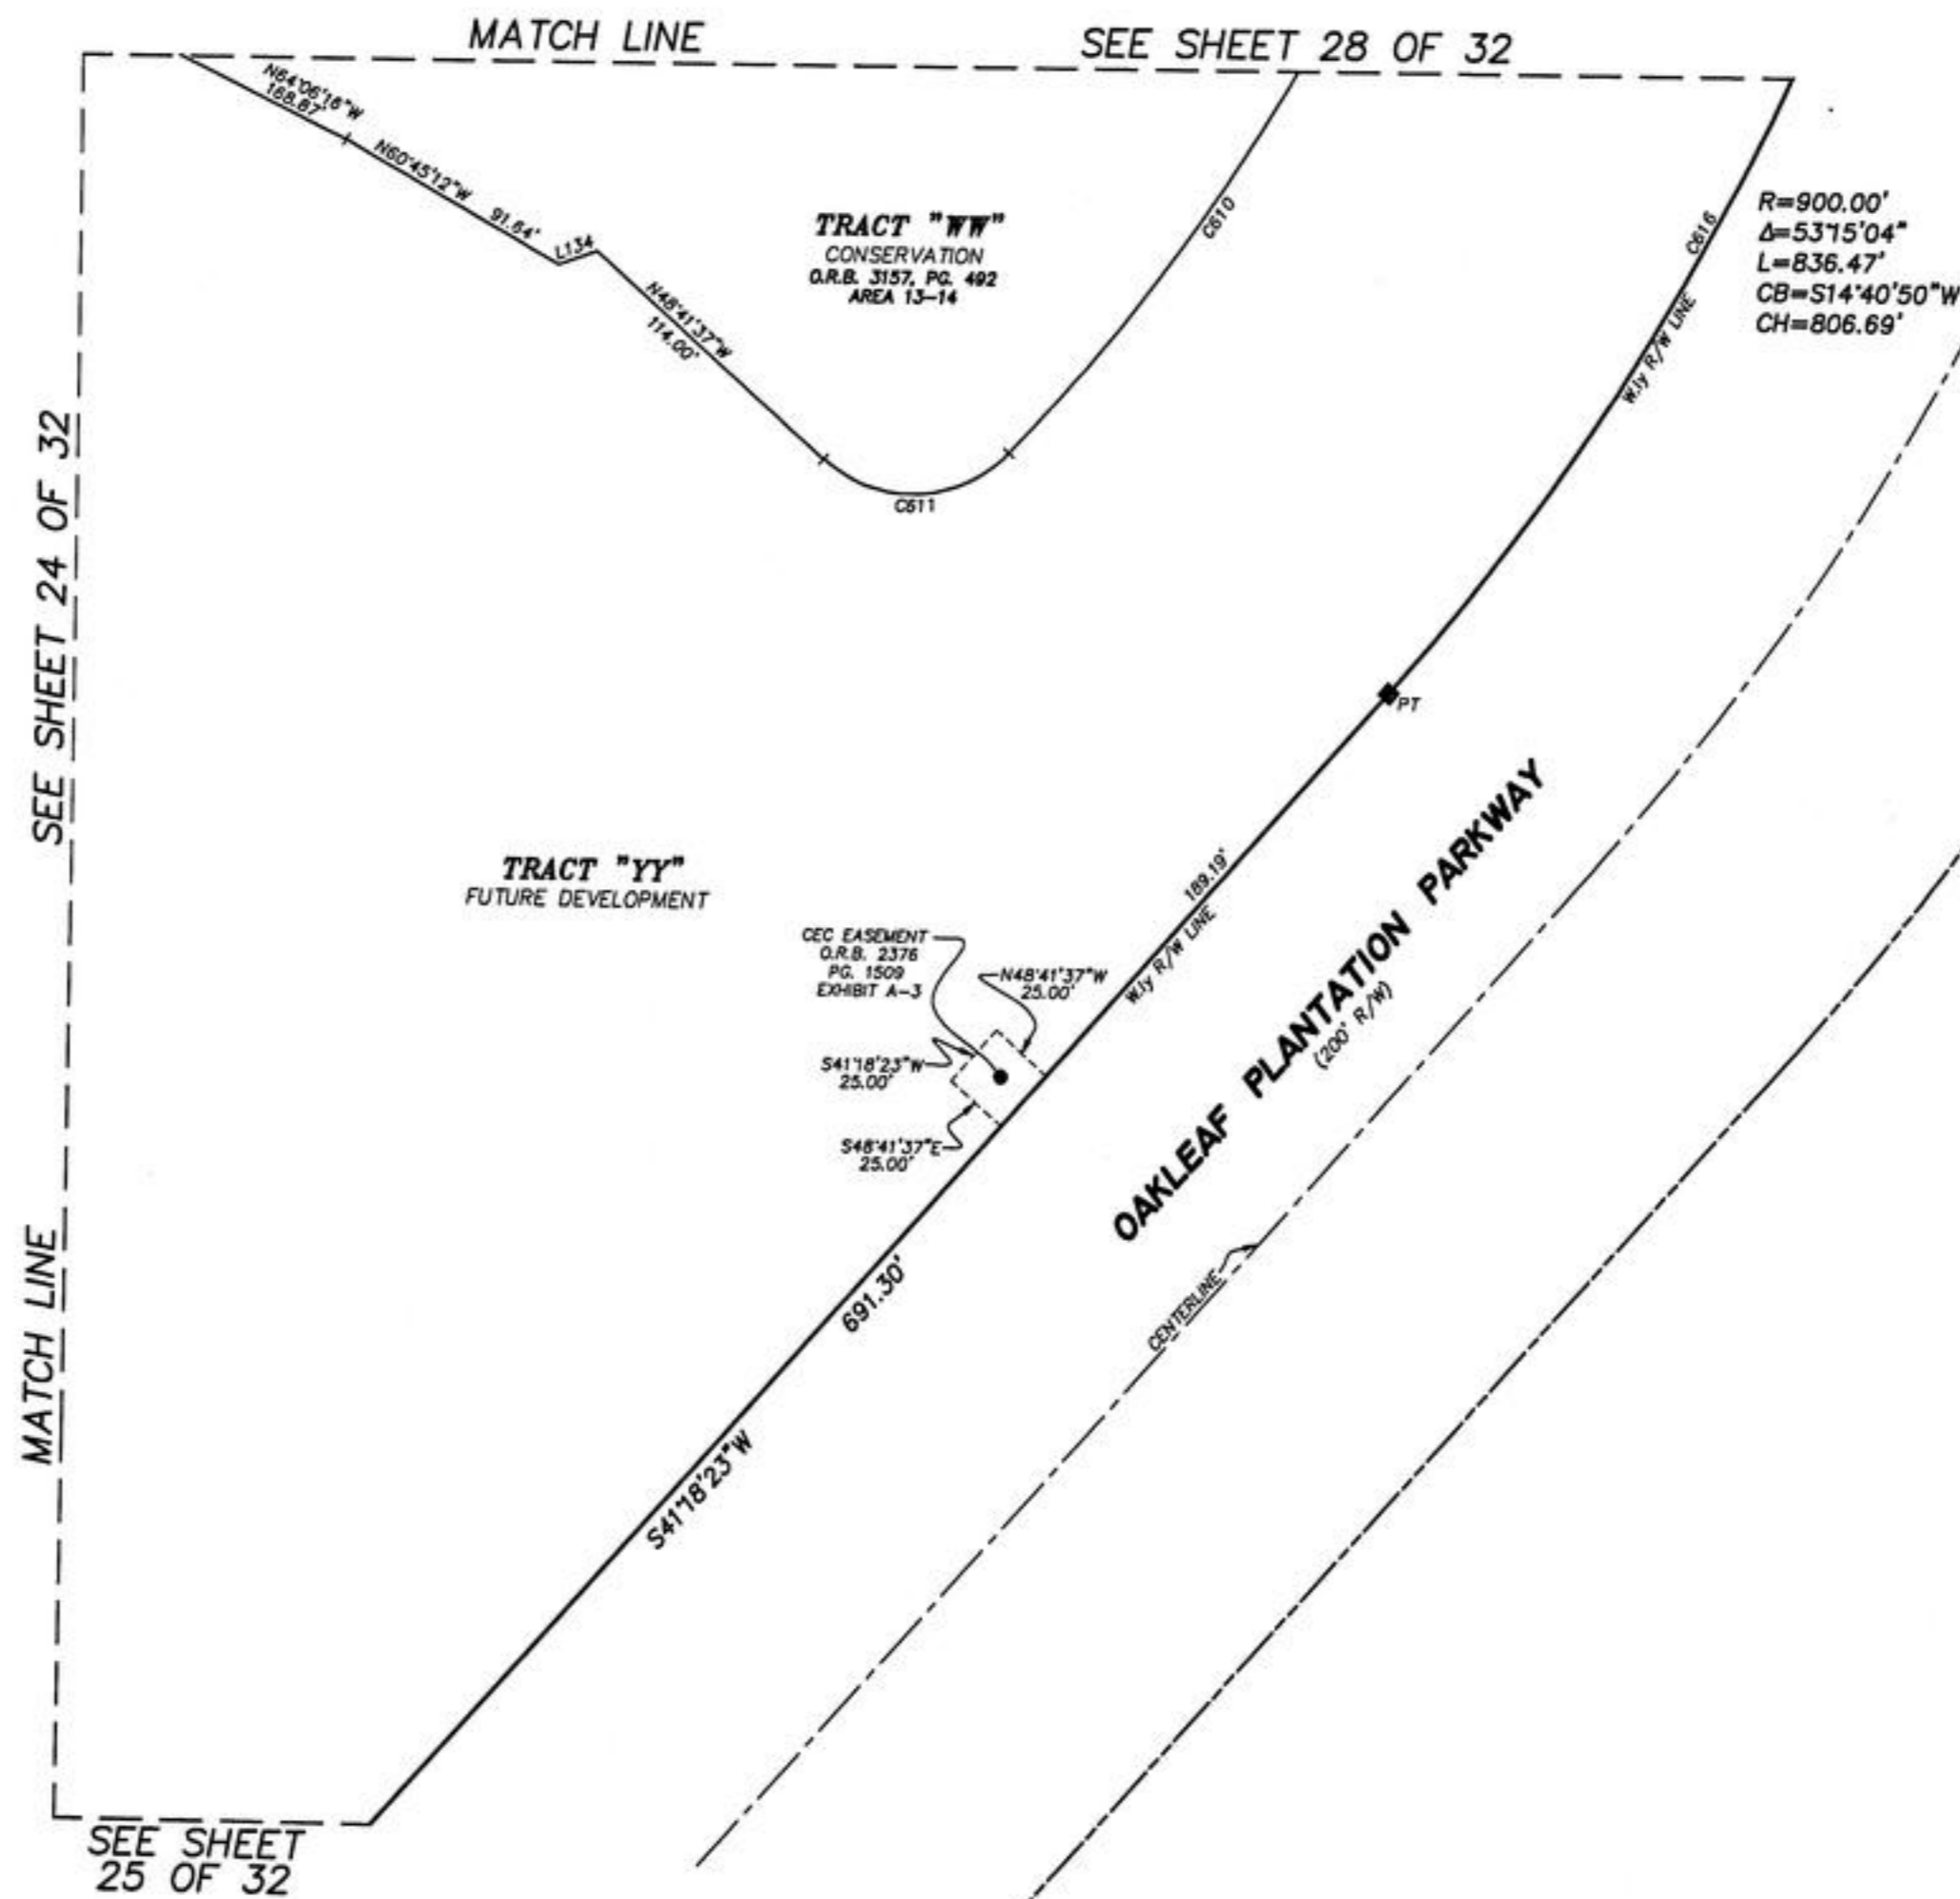 MATCH LINE
SEE SHEET 28 OF 32
N64°06'16"W
168.87'
N60°45'12"W
91.64'
L134
N48°41'37"W
114.00'
TRACT "WW"
CONSERVATION
O.R.B. 3157, PG. 492
AREA 13-14
C610
C611
C616
W.ly R/W LINE
R=900.00'
Δ=53°15'04"
L=836.47'
CB=S14°40'50"W
CH=806.69'
SEE SHEET 24 OF 32
MATCH LINE
PT
TRACT "YY"
FUTURE DEVELOPMENT
189.19'
W.ly R/W LINE
CEC EASEMENT
O.R.B. 2376
PG. 1509
EXHIBIT A-3
N48°41'37"W
25.00'
S41°18'23"W
25.00'
S48°41'37"E
25.00'
OAKLEAF PLANTATION PARKWAY
(200' R/W)
CENTERLINE
691.30'
S41°18'23"W
SEE SHEET
25 OF 32